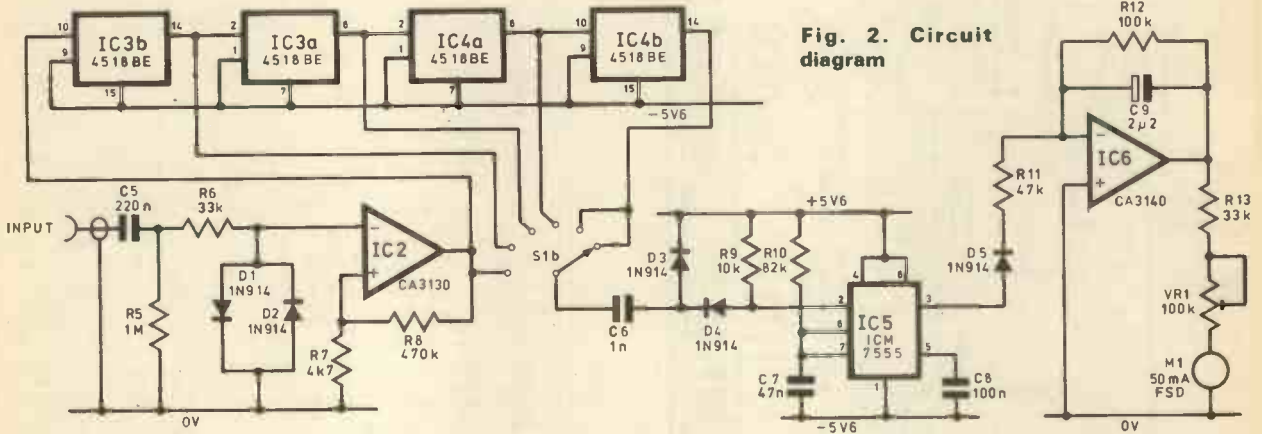 Fig. 2. Circuit
diagram
10
14
IC3b
4518BE
9
15
2
6
IC3a
4518BE
1
7
2
6
IC4a
4518BE
1
7
10
14
IC4b
4518BE
9
15
−5V6
R12
100k
C9
2μ2
IC6
CA3140
R11
47k
R13
33k
INPUT
C5
220n
R6
33k
IC2
CA3130
D1
1N914
D2
1N914
R5
1M
R7
4k7
R8
470k
0V
S1b
C6
1n
+5V6
D3
1N914
D4
1N914
R9
10k
R10
82k
4
8
2
6
7
3
5
1
IC5
ICM
7555
D5
1N914
C7
47n
C8
100n
−5V6
VR1
100k
M1
50mA
FSD
0V